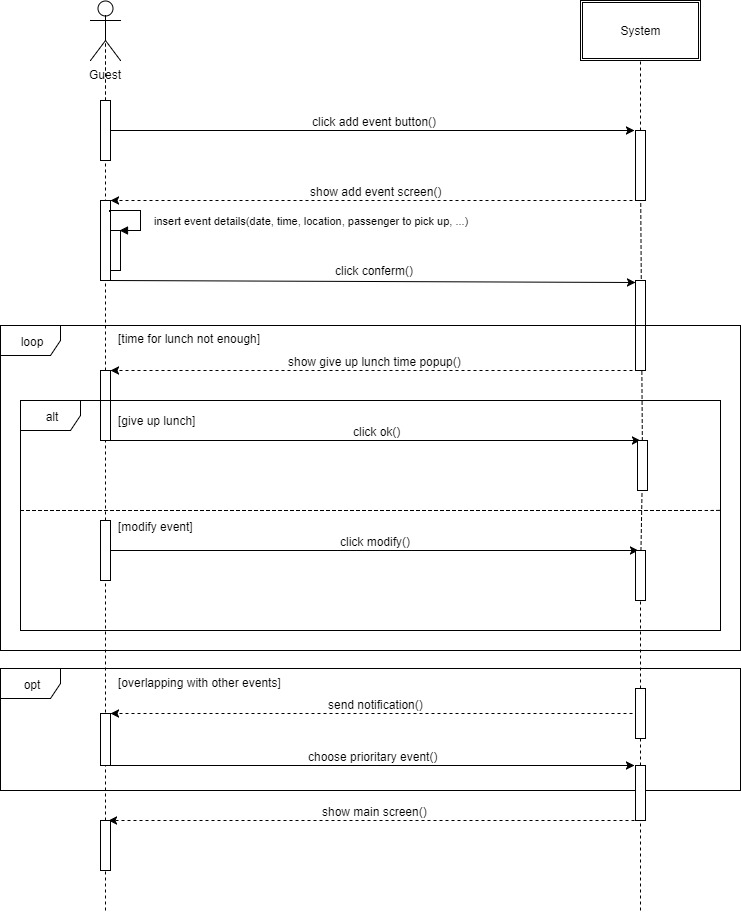 System
Guest
click add event button()
show add event screen()
insert event details(date, time, location, passenger to pick up, ...)
click conferm()
loop
[time for lunch not enough]
show give up lunch time popup()
alt
[give up lunch]
click ok()
[modify event]
click modify()
opt
[overlapping with other events]
send notification()
choose prioritary event()
show main screen()